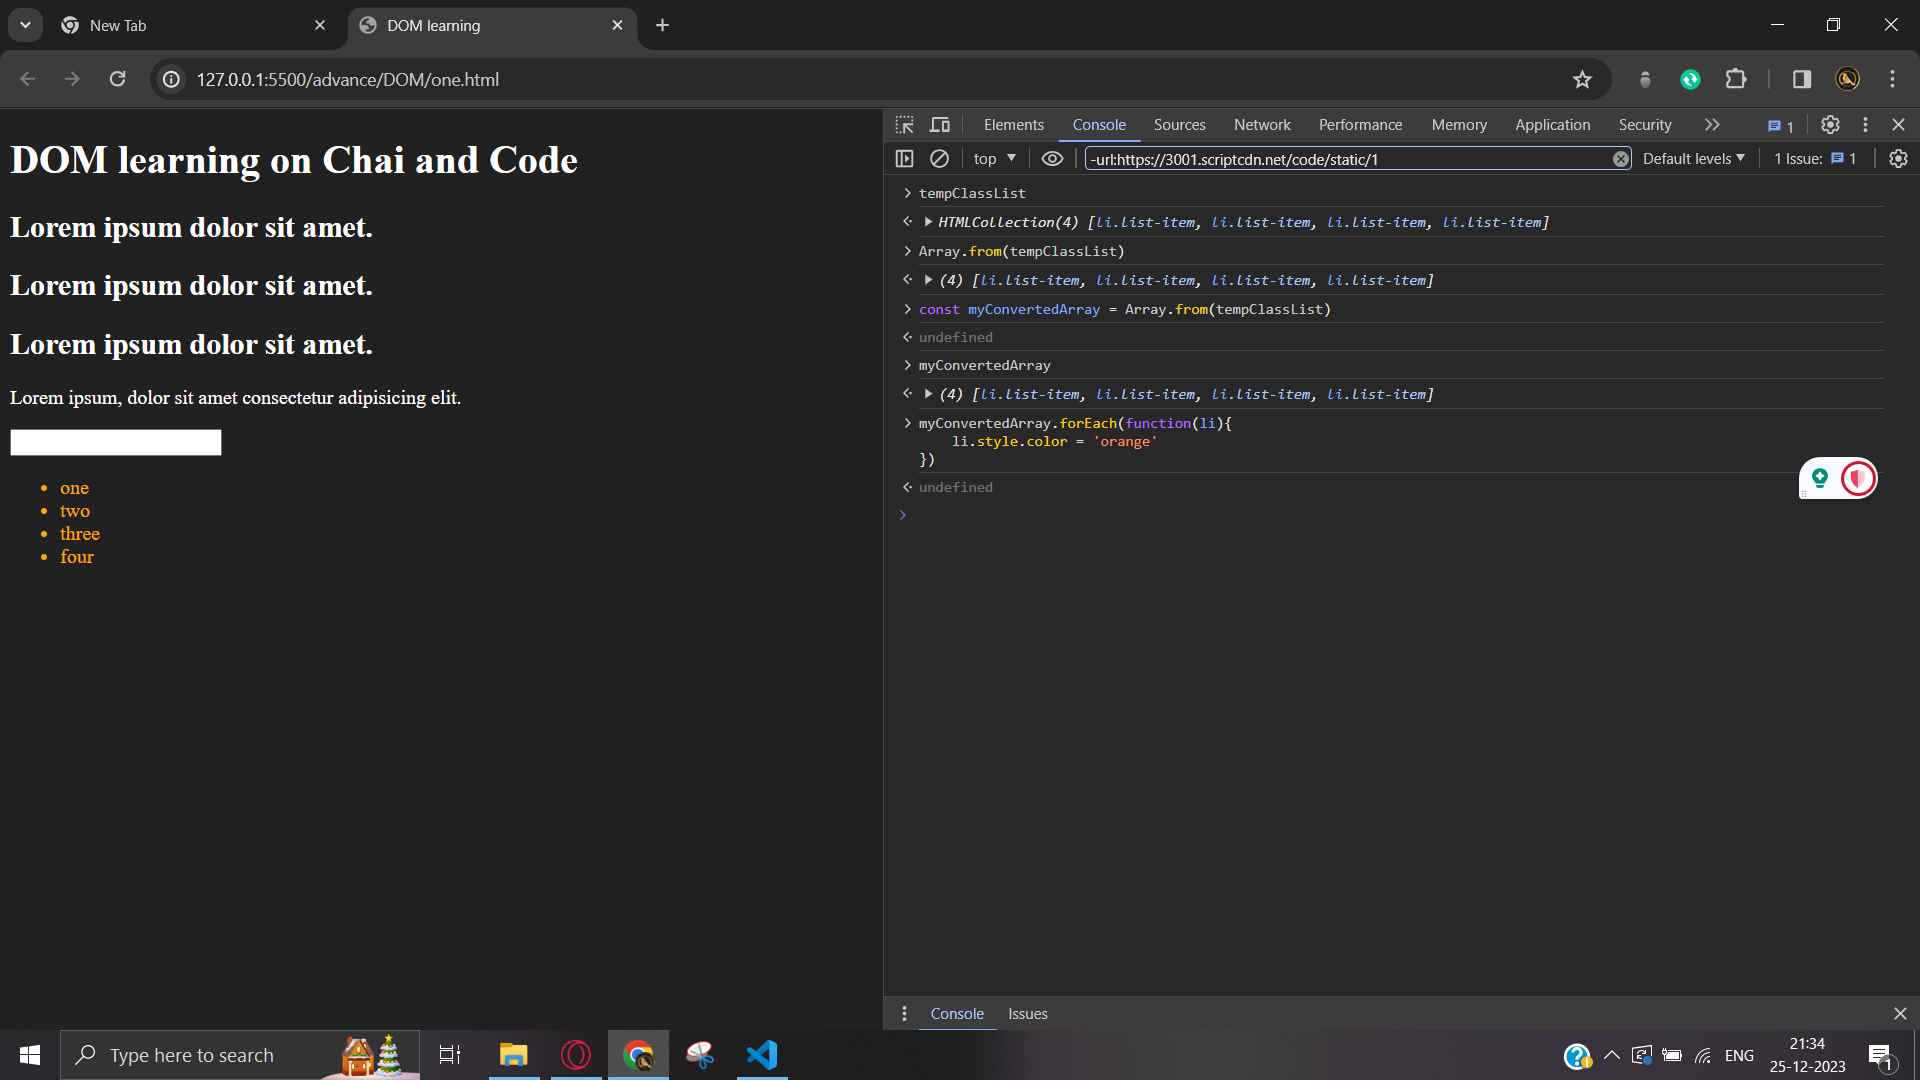 New Tab
DOM learning
127.0.0.1:5500/advance/DOM/one.html
DOM learning on Chai and Code
Lorem ipsum dolor sit amet.
Lorem ipsum dolor sit amet.
Lorem ipsum dolor sit amet.
Lorem ipsum, dolor sit amet consectetur adipisicing elit.
one
two
three
four
Elements Console Sources Network Performance Memory Application Security 1
top -url:https://3001.scriptcdn.net/code/static/1 Default levels 1 Issue: 1
tempClassList
HTMLCollection(4) [li.list-item, li.list-item, li.list-item, li.list-item]
Array.from(tempClassList)
(4) [li.list-item, li.list-item, li.list-item, li.list-item]
const myConvertedArray = Array.from(tempClassList)
undefined
myConvertedArray
(4) [li.list-item, li.list-item, li.list-item, li.list-item]
myConvertedArray.forEach(function(li){
li.style.color = 'orange'
})
undefined
Console Issues
Type here to search
ENG
21:34
25-12-2023
1